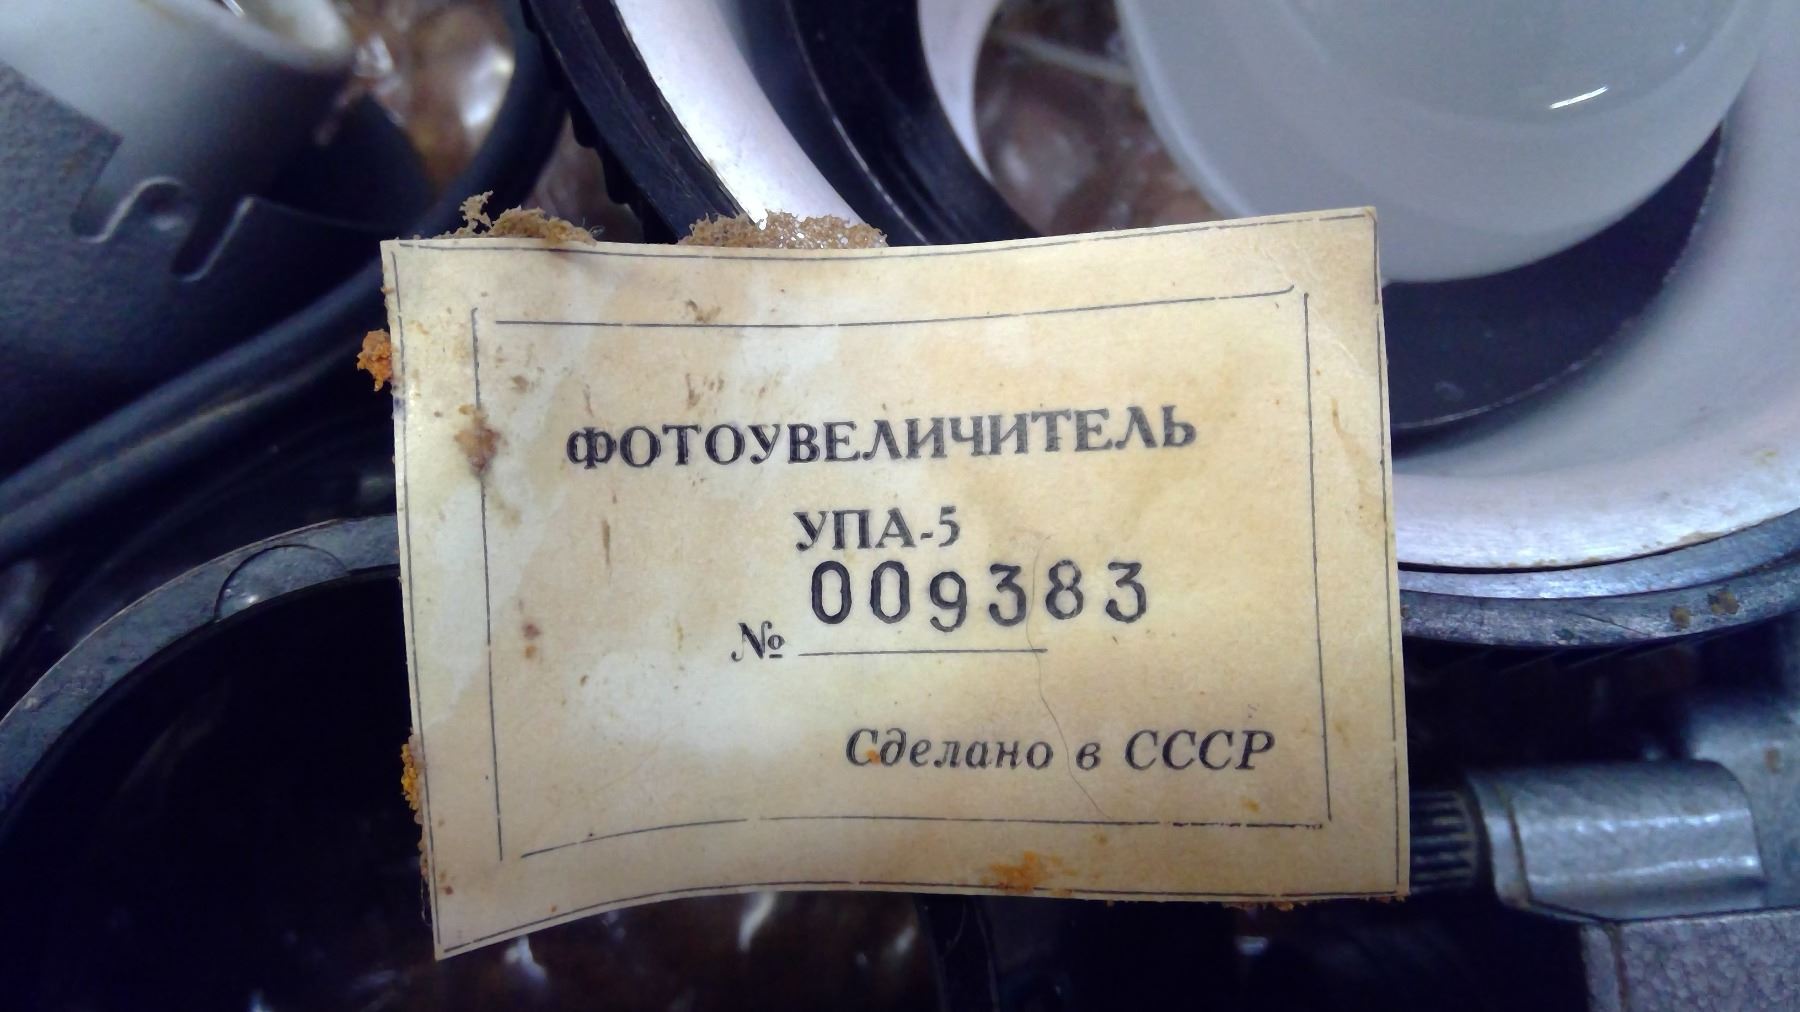 ФОТОУВЕЛИЧИТЕЛЬ
УПА-5
№ 009383
Сделано в СССР